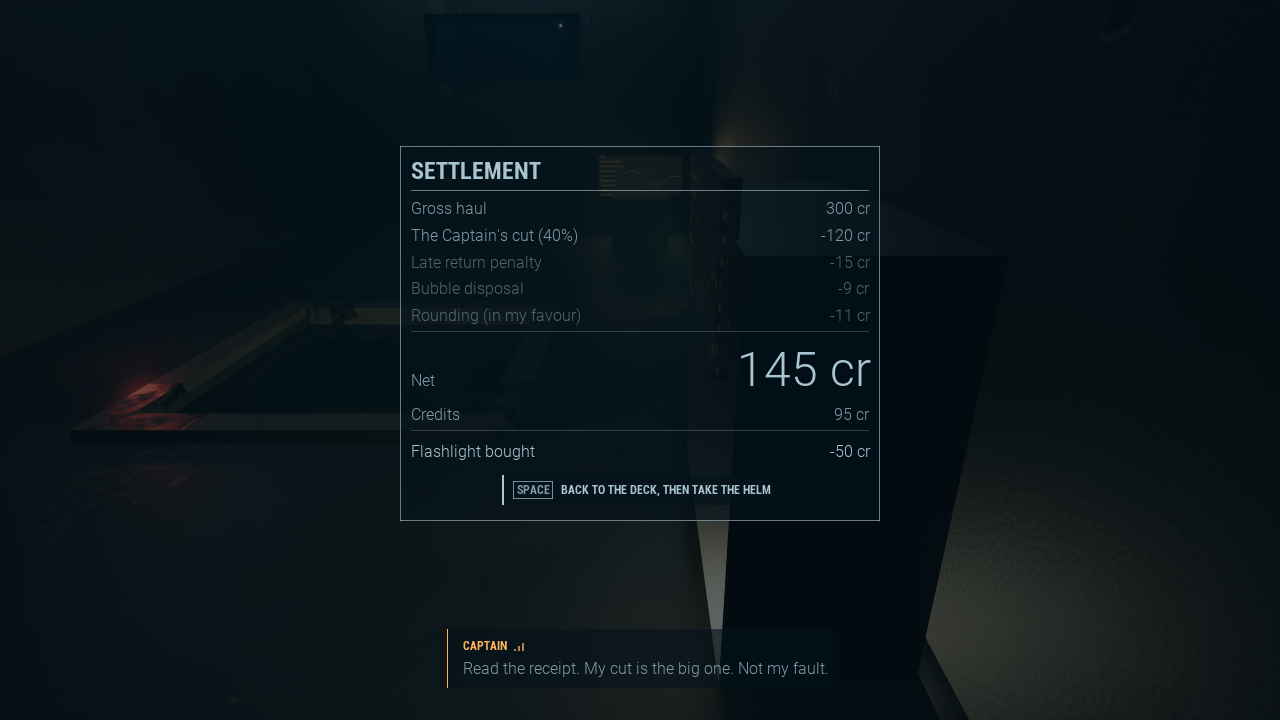 SETTLEMENT
Gross haul 300 cr
The Captain's cut (40%) -120 cr
Late return penalty -15 cr
Bubble disposal -9 cr
Rounding (in my favour) -11 cr
Net 145 cr
Credits 95 cr
Flashlight bought -50 cr
SPACE BACK TO THE DECK, THEN TAKE THE HELM
CAPTAIN
Read the receipt. My cut is the big one. Not my fault.